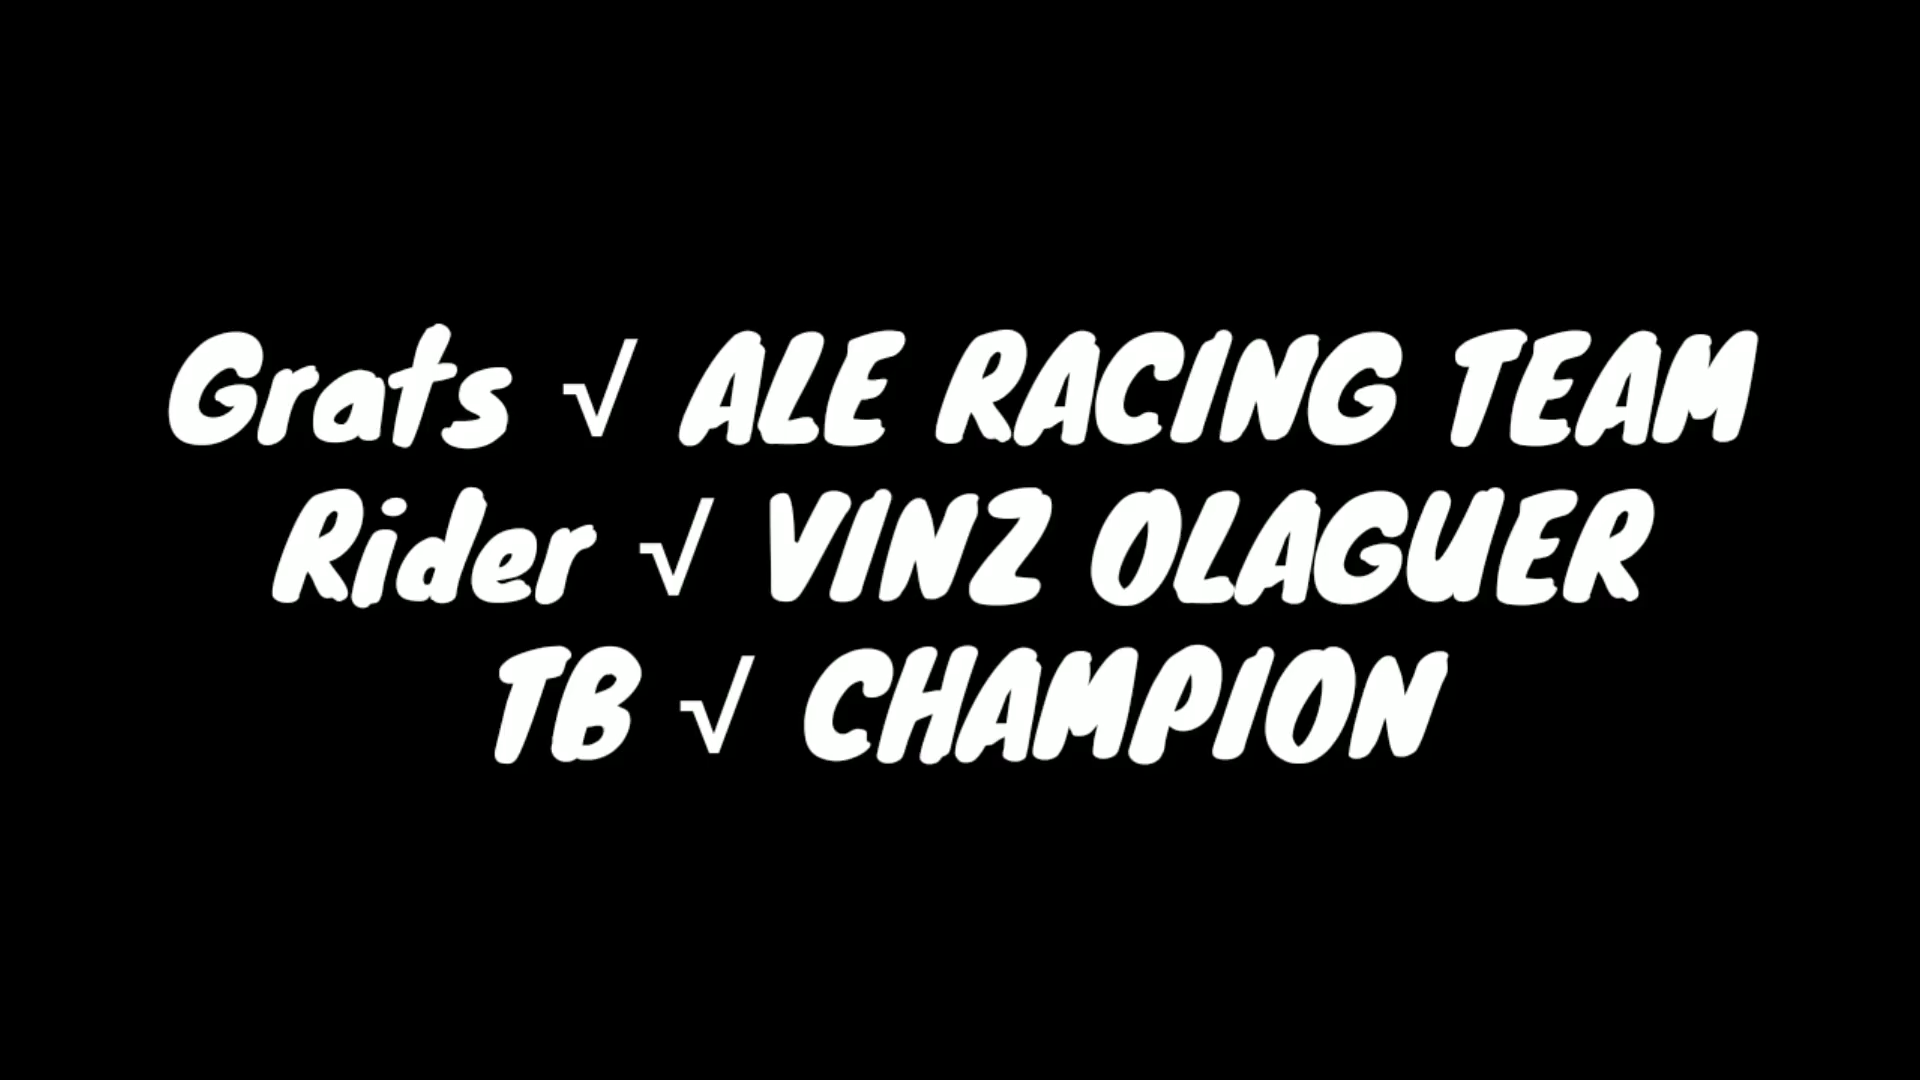 Grats √ ALE RACING TEAM
Rider √ VINZ OLAGUER
TB √ CHAMPION